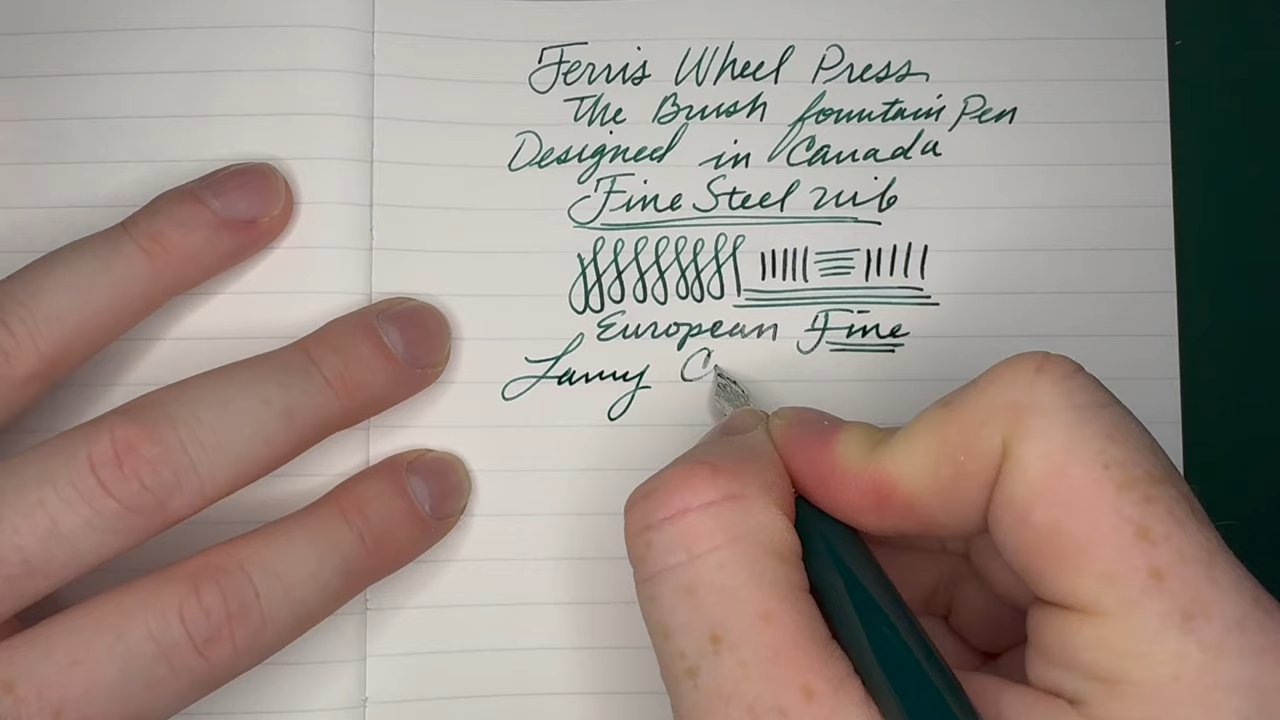 Ferris Wheel Press
The Brush fountain Pen
Designed in Canada
Fine Steel nib
European Fine
Lamy C